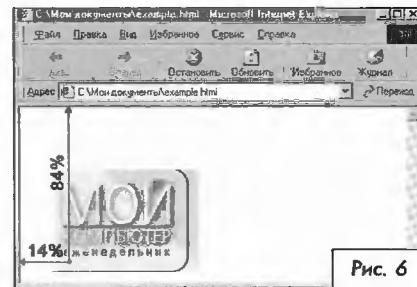 C:\Мои документы\example.html - Microsoft Internet Explorer
Файл Правка Вид Избранное Сервис Справка
Остановить Обновить Избранное Журнал
Адрес C:\Мои документы\example.html Переход
84%
МОЙ
КОМПЬЮТЕР
14% еженедельник
Рис. 6